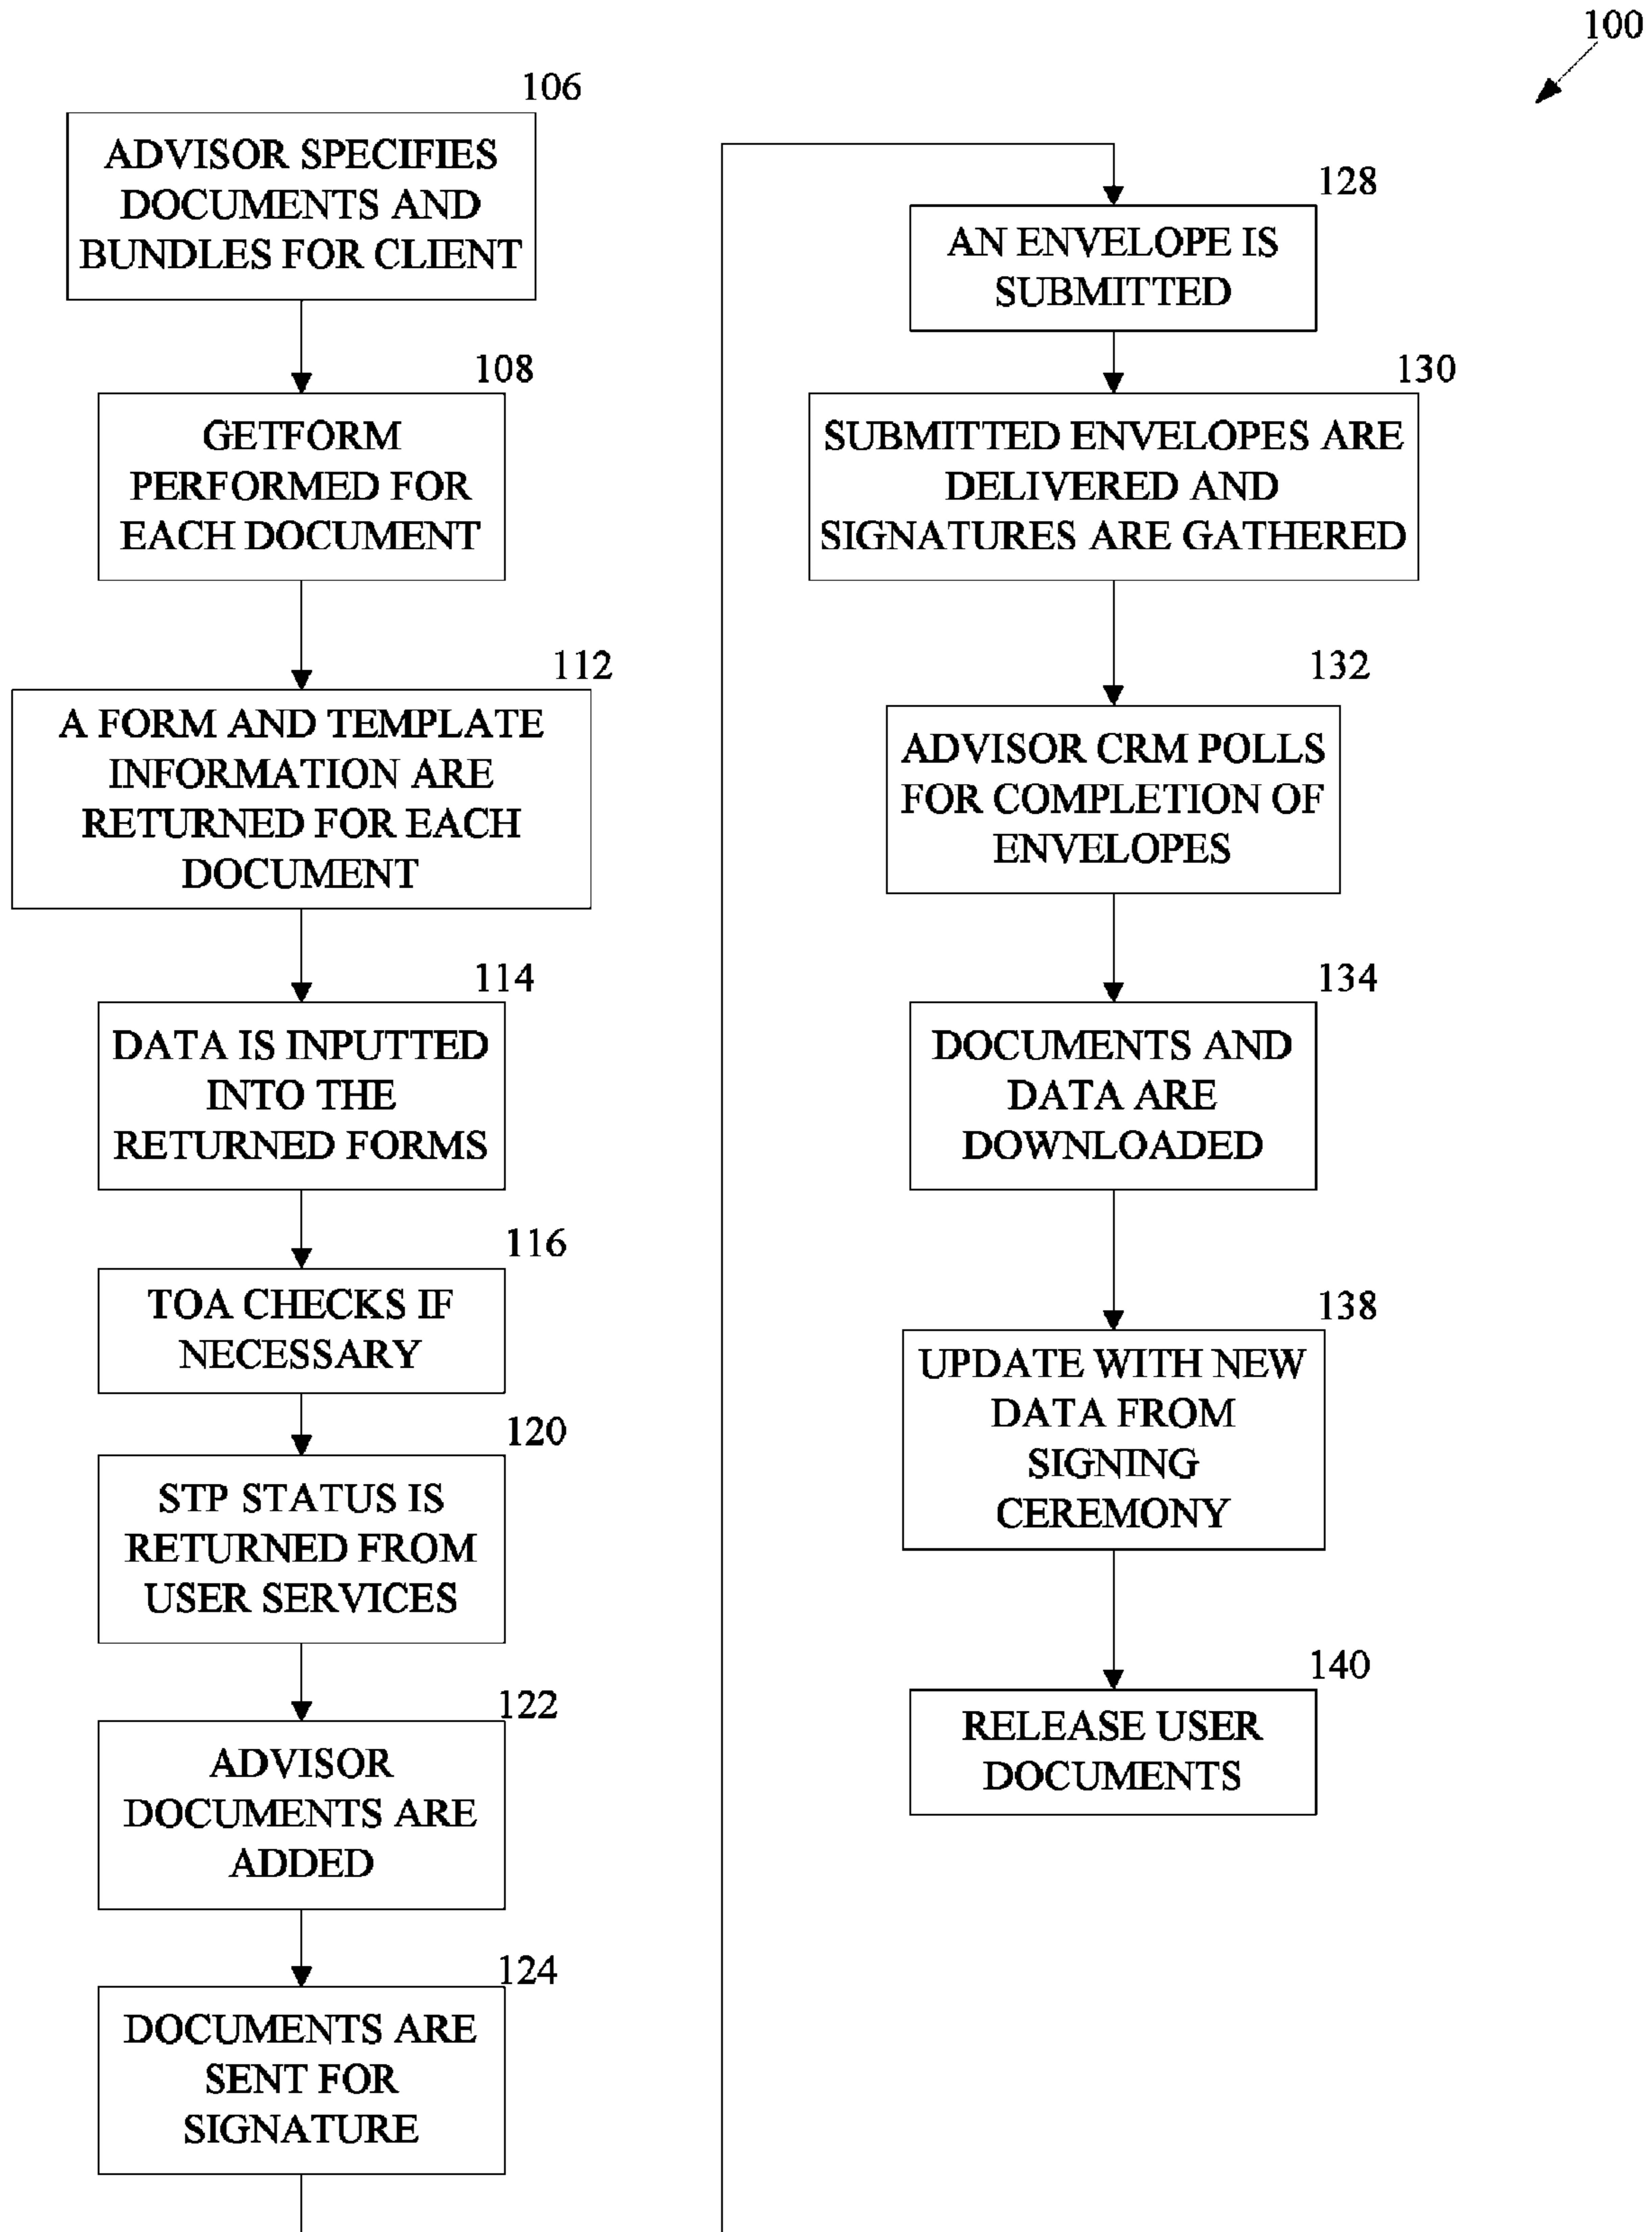 100
106
ADVISOR SPECIFIES
DOCUMENTS AND
BUNDLES FOR CLIENT
108
GETFORM
PERFORMED FOR
EACH DOCUMENT
112
A FORM AND TEMPLATE
INFORMATION ARE
RETURNED FOR EACH
DOCUMENT
114
DATA IS INPUTTED
INTO THE
RETURNED FORMS
116
TOA CHECKS IF
NECESSARY
120
STP STATUS IS
RETURNED FROM
USER SERVICES
122
ADVISOR
DOCUMENTS ARE
ADDED
124
DOCUMENTS ARE
SENT FOR
SIGNATURE
128
AN ENVELOPE IS
SUBMITTED
130
SUBMITTED ENVELOPES ARE
DELIVERED AND
SIGNATURES ARE GATHERED
132
ADVISOR CRM POLLS
FOR COMPLETION OF
ENVELOPES
134
DOCUMENTS AND
DATA ARE
DOWNLOADED
138
UPDATE WITH NEW
DATA FROM
SIGNING
CEREMONY
140
RELEASE USER
DOCUMENTS